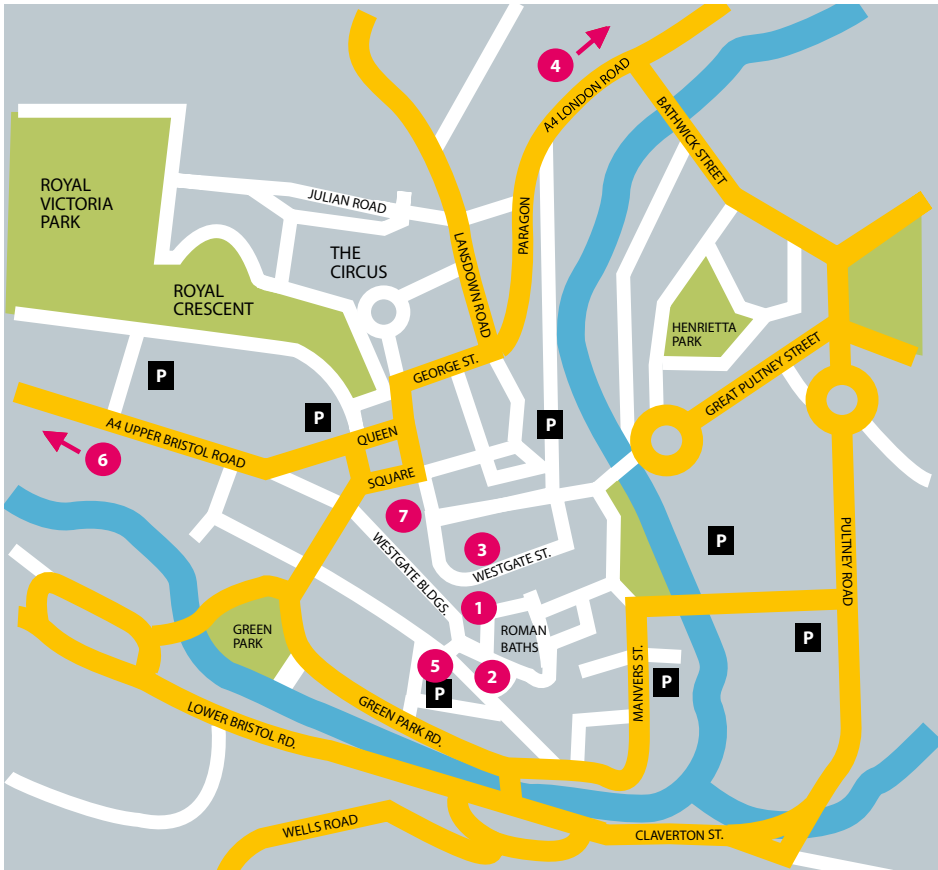 4
A4 LONDON ROAD
BATHWICK STREET
ROYAL
VICTORIA
PARK
JULIAN ROAD
PARAGON
LANSDOWN ROAD
THE
CIRCUS
ROYAL
CRESCENT
HENRIETTA
PARK
GREAT PULTNEY STREET
GEORGE ST.
P
P
P
A4 UPPER BRISTOL ROAD
QUEEN
SQUARE
6
7
3
WESTGATE ST.
WESTGATE BLDGS.
P
PULTNEY ROAD
1
ROMAN
BATHS
GREEN
PARK
P
5
2
P
P
MANVERS ST.
GREEN PARK RD.
LOWER BRISTOL RD.
WELLS ROAD
CLAVERTON ST.